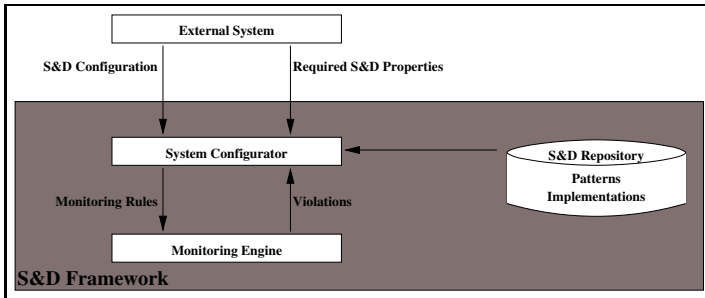 External System
S&D Configuration
Required S&D Properties
System Configurator
S&D Repository
Patterns
Implementations
Monitoring Rules
Violations
Monitoring Engine
S&D Framework